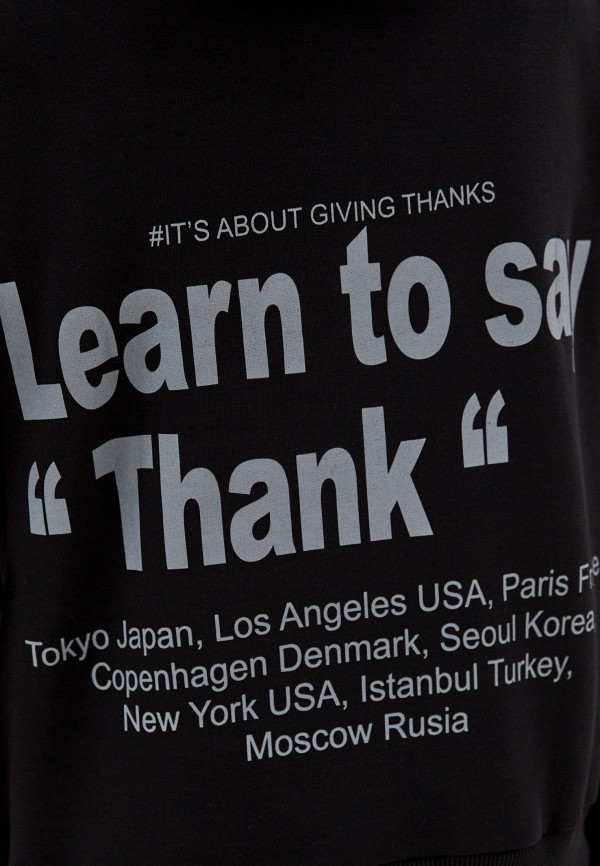 #IT'S ABOUT GIVING THANKS
Learn to say
“ Thank “
Tokyo Japan, Los Angeles USA, Paris Fre
Copenhagen Denmark, Seoul Korea
New York USA, Istanbul Turkey,
Moscow Rusia